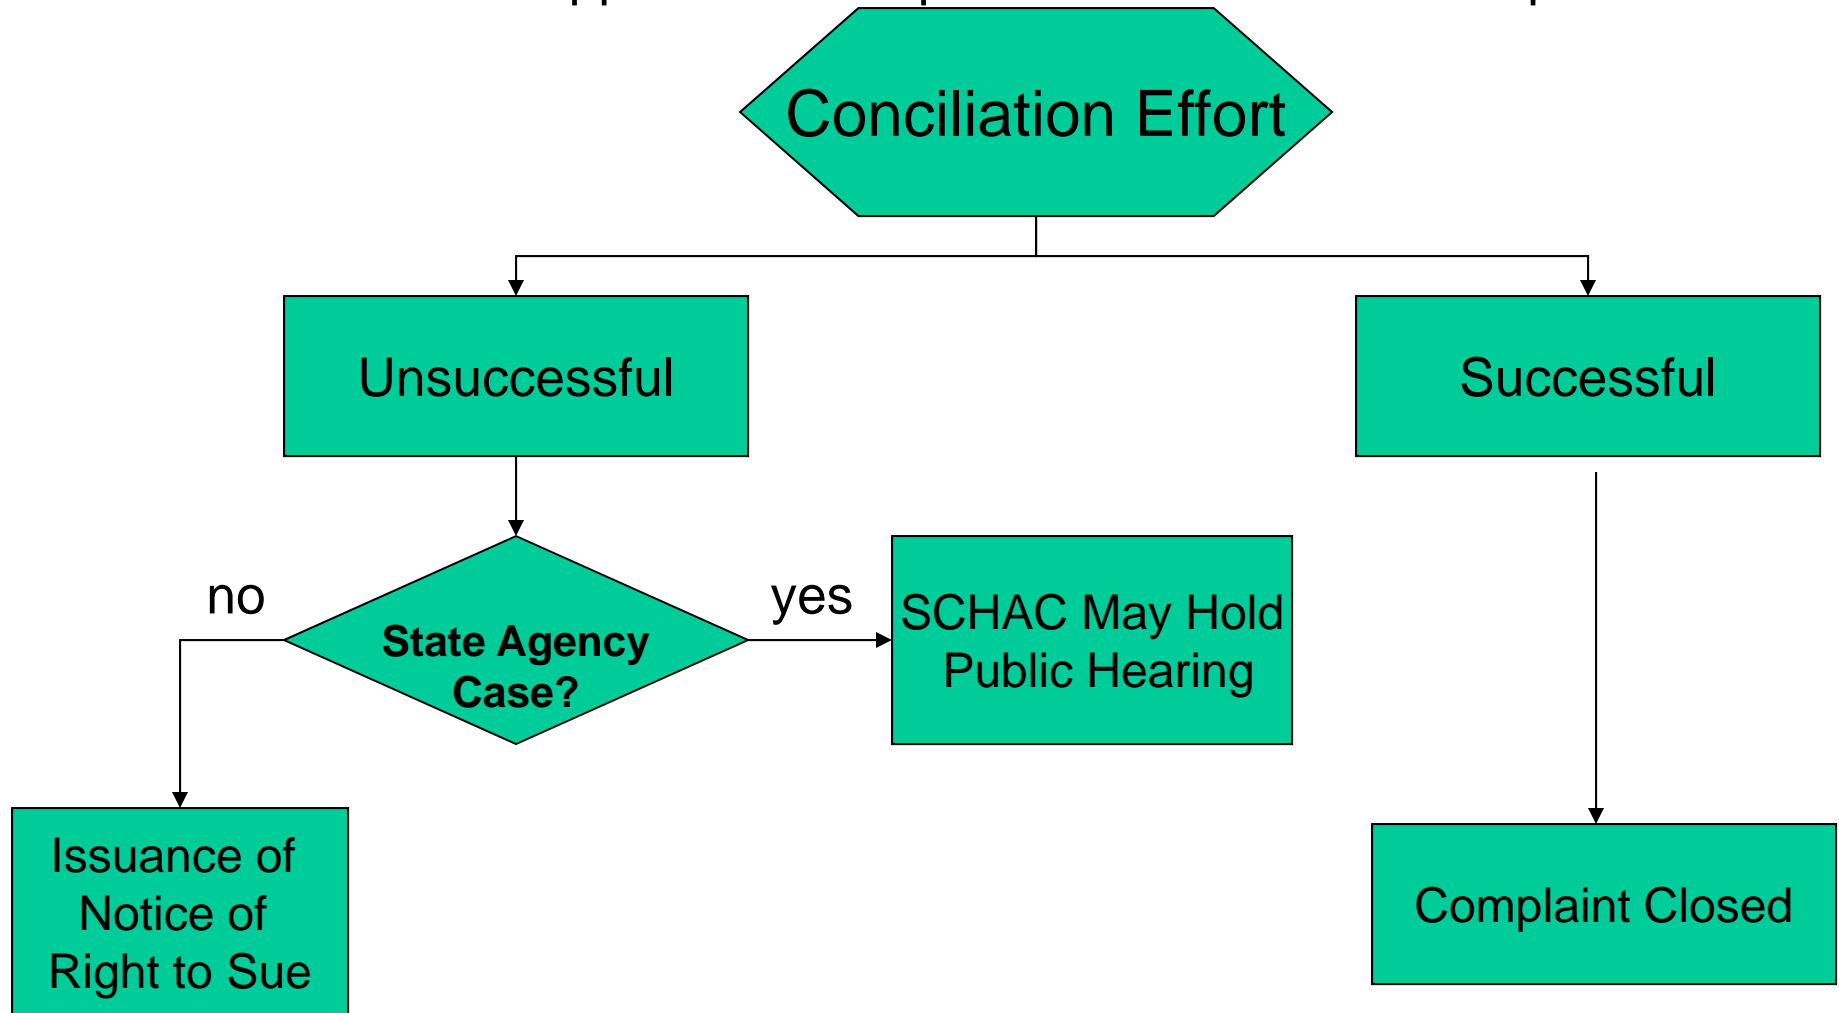 Conciliation Effort
Unsuccessful
Successful
no
yes
State Agency
Case?
SCHAC May Hold
Public Hearing
Issuance of
Notice of
Right to Sue
Complaint Closed